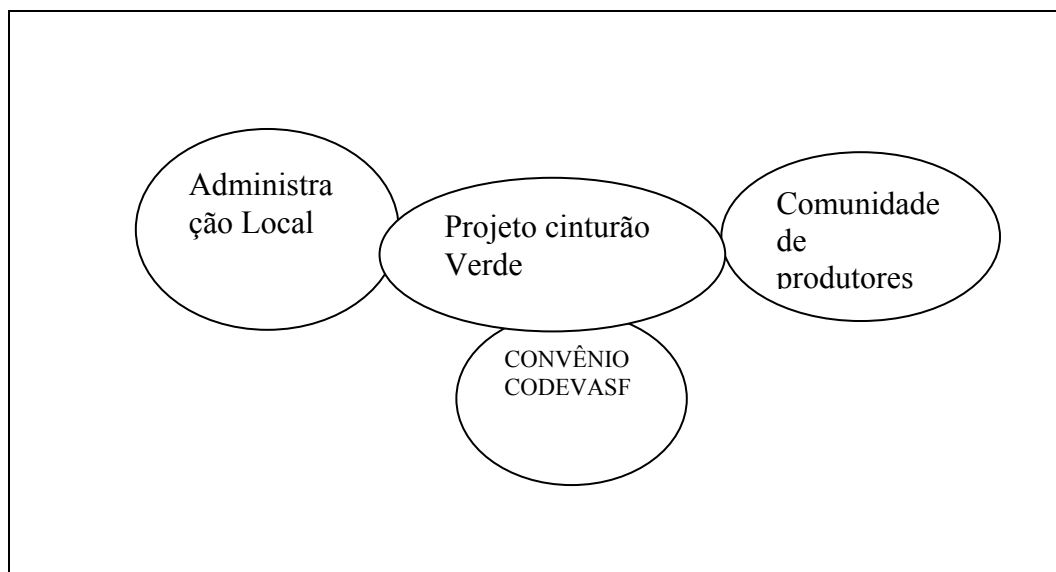 Administra
ção Local
Projeto cinturão
Verde
Comunidade
de
produtores
CONVÊNIO
CODEVASF